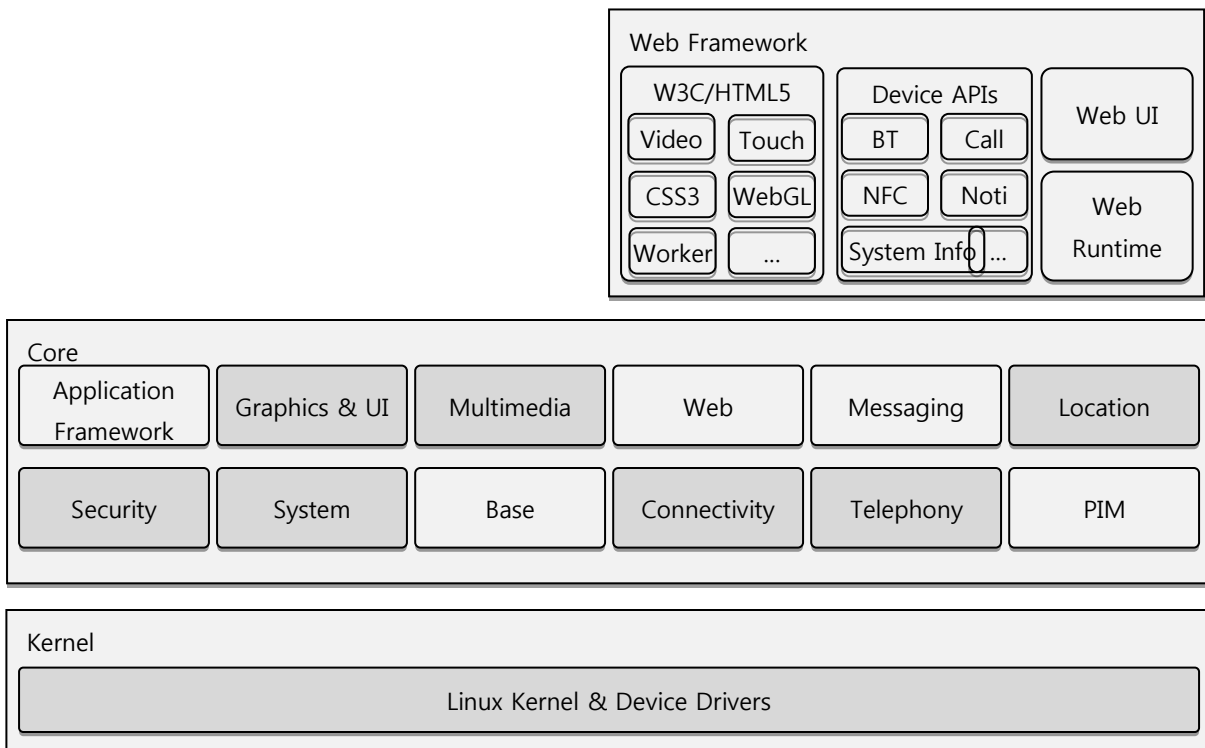 Web Framework
W3C/HTML5
Device APIs
Web UI
Video
Touch
BT
Call
CSS3
WebGL
NFC
Noti
Web
Runtime
Worker
...
System Info
...
Core
Application
Framework
Graphics & UI
Multimedia
Web
Messaging
Location
Security
System
Base
Connectivity
Telephony
PIM
Kernel
Linux Kernel & Device Drivers